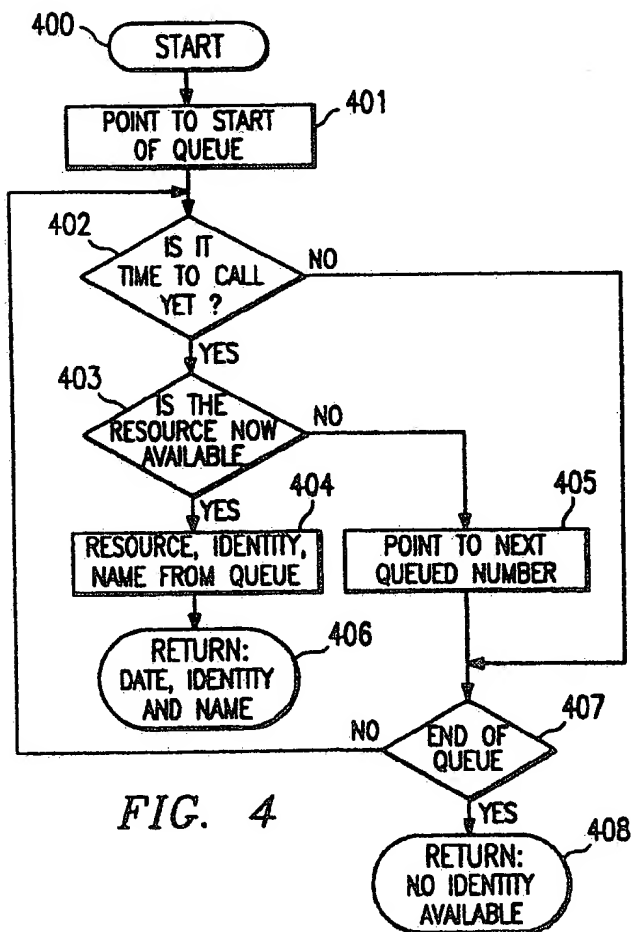 400
START
401
POINT TO START
OF QUEUE
402
IS IT
TIME TO CALL
YET ?
NO
YES
403
IS THE
RESOURCE NOW
AVAILABLE
NO
YES
404
RESOURCE, IDENTITY,
NAME FROM QUEUE
405
POINT TO NEXT
QUEUED NUMBER
406
RETURN:
DATE, IDENTITY
AND NAME
407
END OF
QUEUE
NO
YES
408
RETURN:
NO IDENTITY
AVAILABLE
FIG. 4